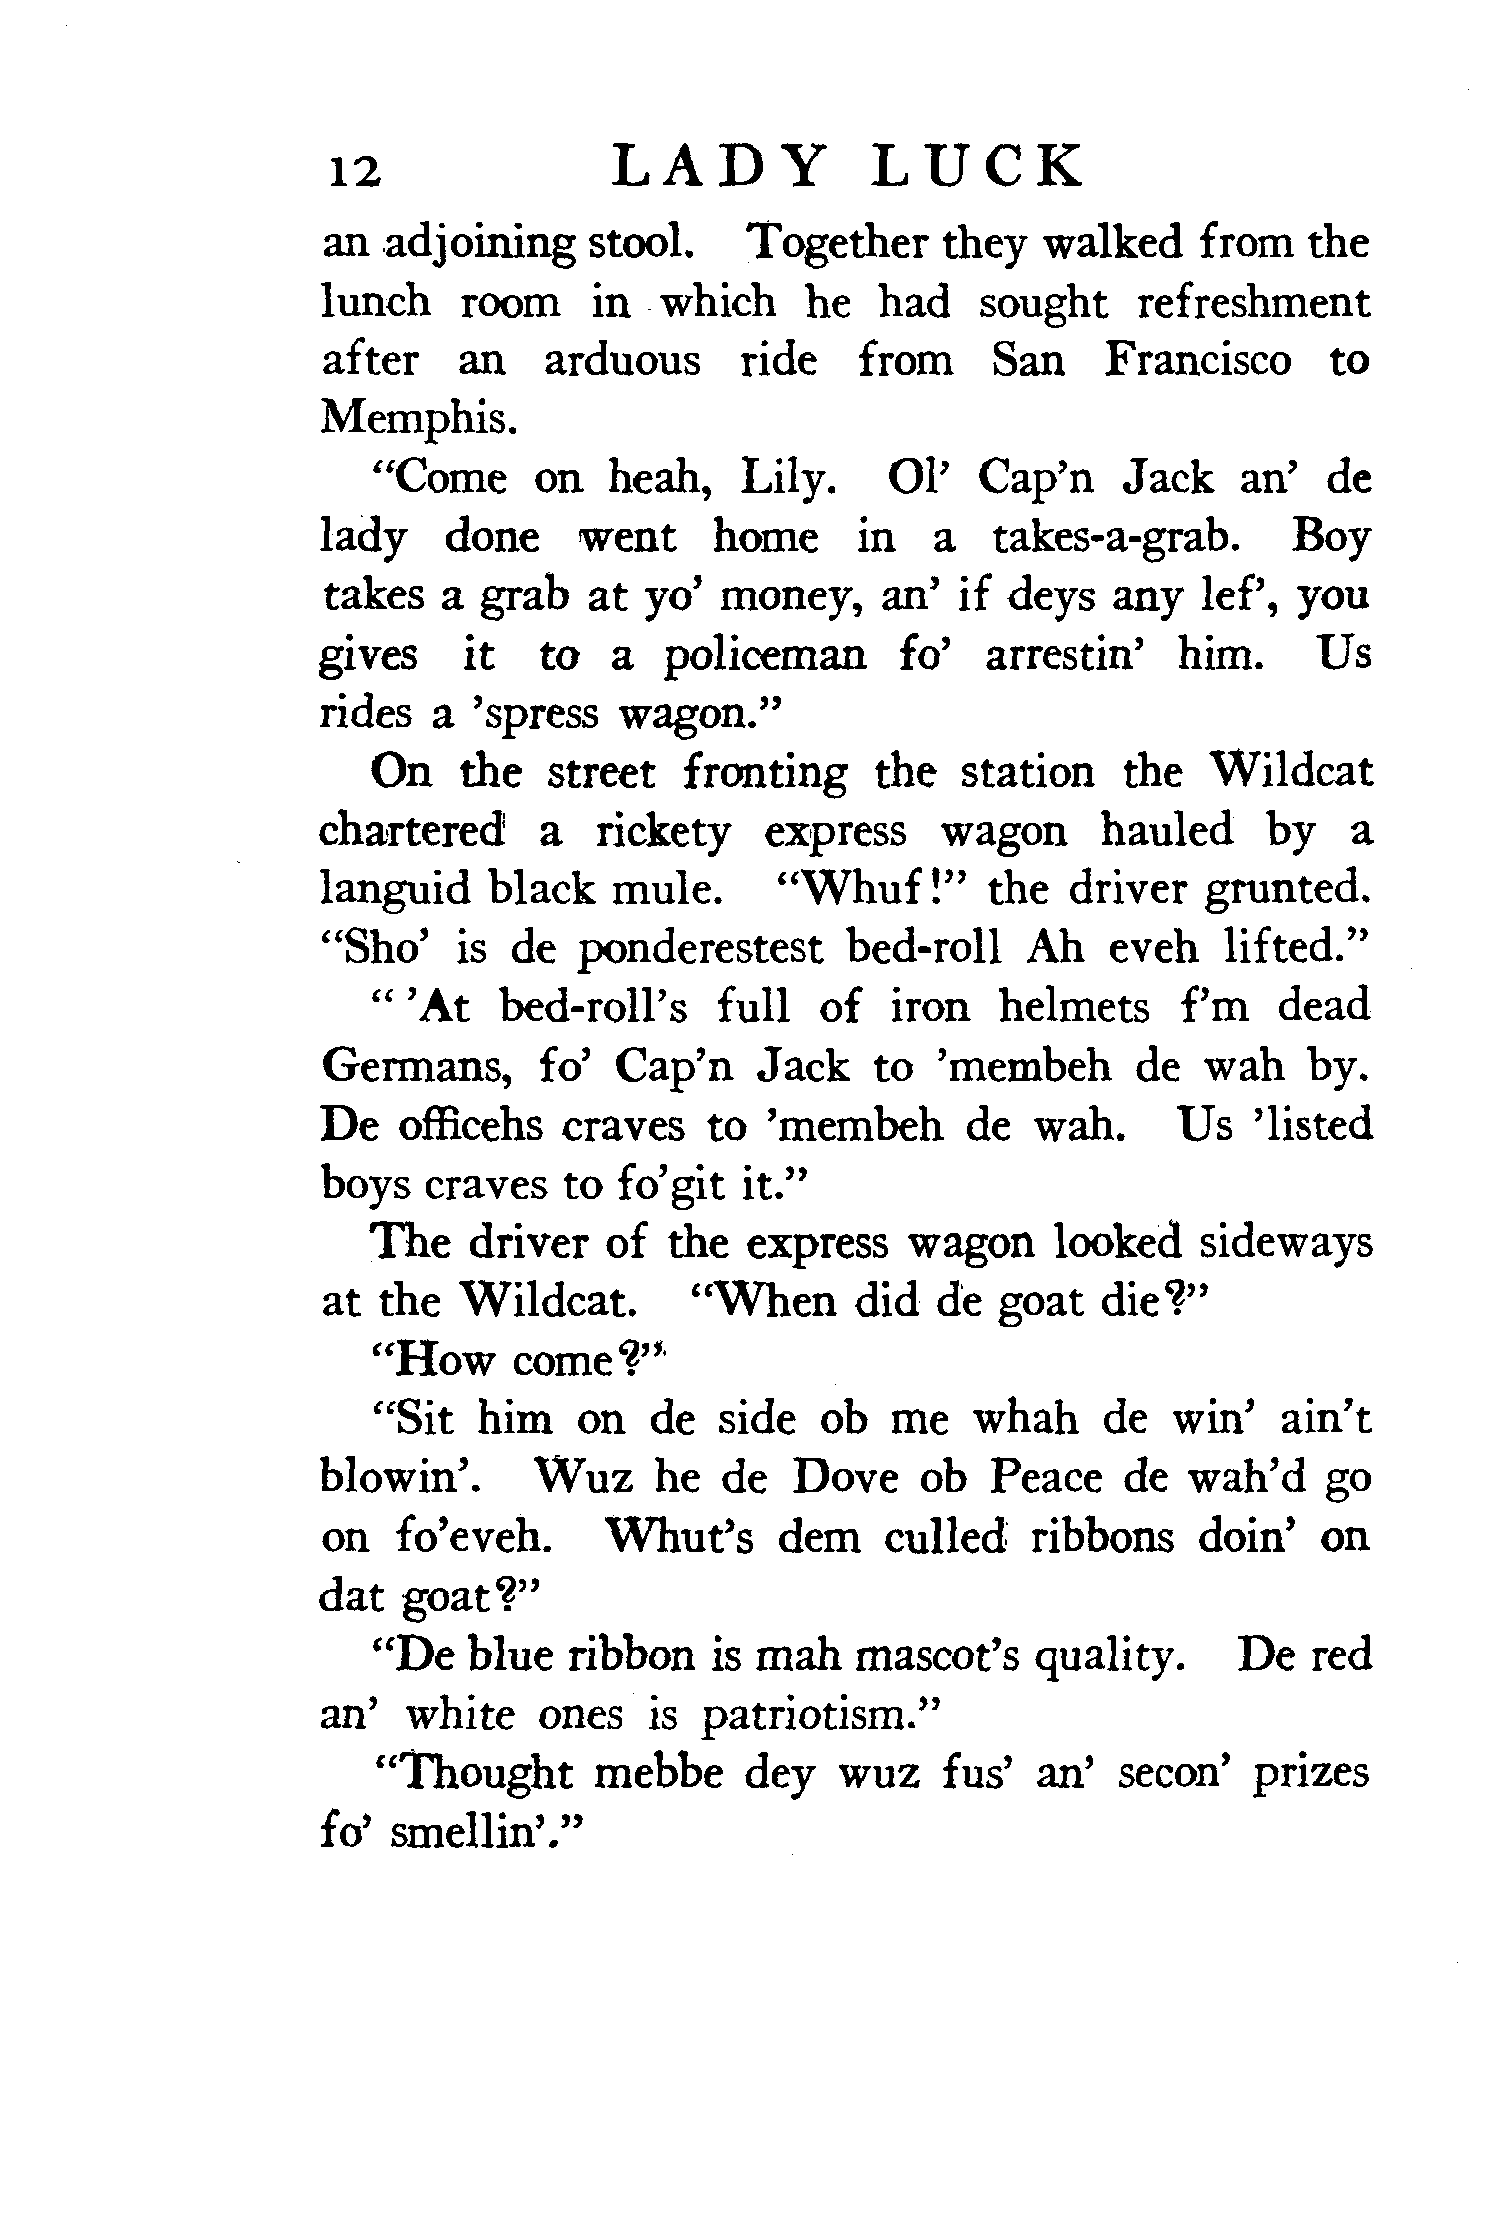 12 LADY LUCK
an adjoining stool. Together they walked from the
lunch room in which he had sought refreshment
after an arduous ride from San Francisco to
Memphis.
"Come on heah, Lily. Ol' Cap'n Jack an' de
lady done went home in a takes-a-grab. Boy
takes a grab at yo' money, an' if deys any lef', you
gives it to a policeman fo' arrestin' him. Us
rides a 'spress wagon."
On the street fronting the station the Wildcat
chartered a rickety express wagon hauled by a
languid black mule. "Whuf!" the driver grunted.
"Sho' is de ponderestest bed-roll Ah eveh lifted."
" 'At bed-roll's full of iron helmets f'm dead
Germans, fo' Cap'n Jack to 'membeh de wah by.
De officehs craves to 'membeh de wah. Us 'listed
boys craves to fo'git it."
The driver of the express wagon looked sideways
at the Wildcat. "When did de goat die?"
"How come?"
"Sit him on de side ob me whah de win' ain't
blowin'. Wuz he de Dove ob Peace de wah'd go
on fo'eveh. Whut's dem culled ribbons doin' on
dat goat?"
"De blue ribbon is mah mascot's quality. De red
an' white ones is patriotism."
"Thought mebbe dey wuz fus' an' secon' prizes
fo' smellin'."